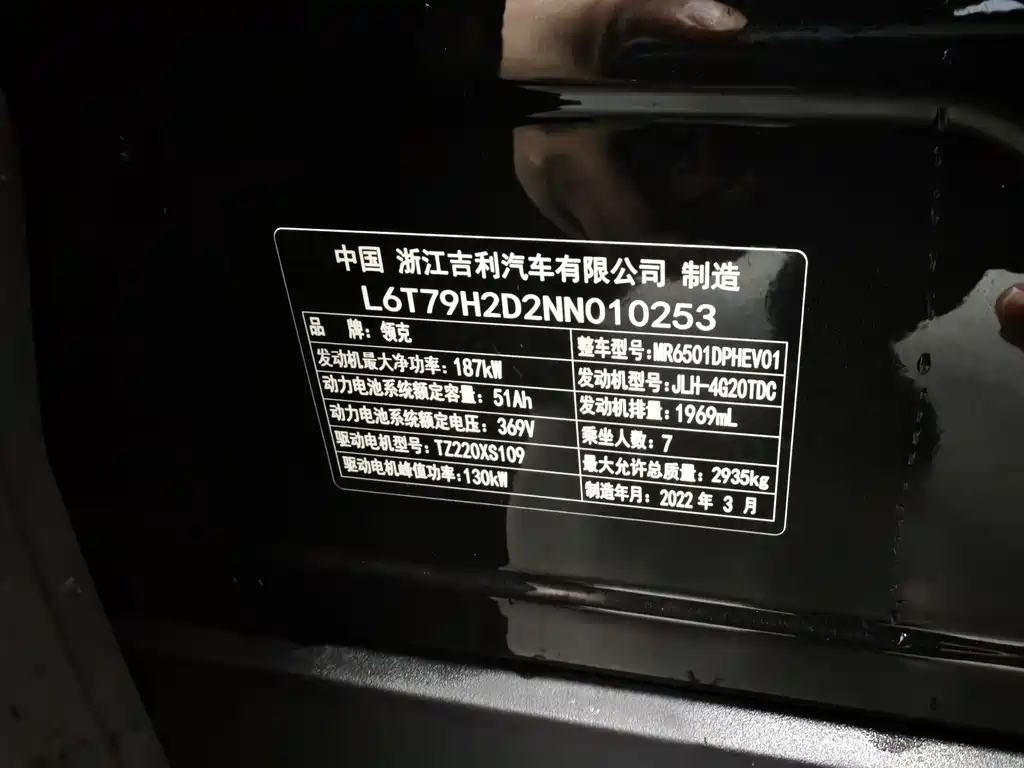 中国 浙江吉利汽车有限公司 制造
L6T79H2D2NN010253
品 牌: 领克 整车型号:MR6501DPHEV01
发动机最大净功率: 187kW 发动机型号: JLH-4G20TDC
动力电池系统额定容量: 51Ah 发动机排量: 1969mL
动力电池系统额定电压: 369V 乘坐人数: 7
驱动电机型号: TZ220XS109 最大允许总质量: 2935kg
驱动电机峰值功率:130kW 制造年月: 2022 年 3 月